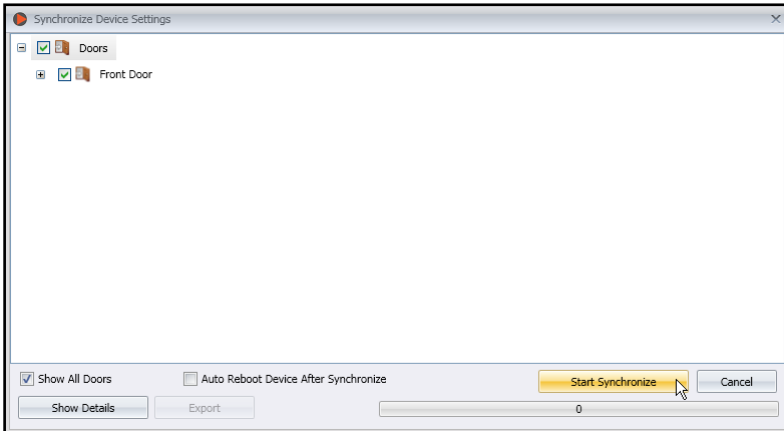 Synchronize Device Settings
Doors
Front Door
Show All Doors Auto Reboot Device After Synchronize Start Synchronize Cancel
Show Details Export 0